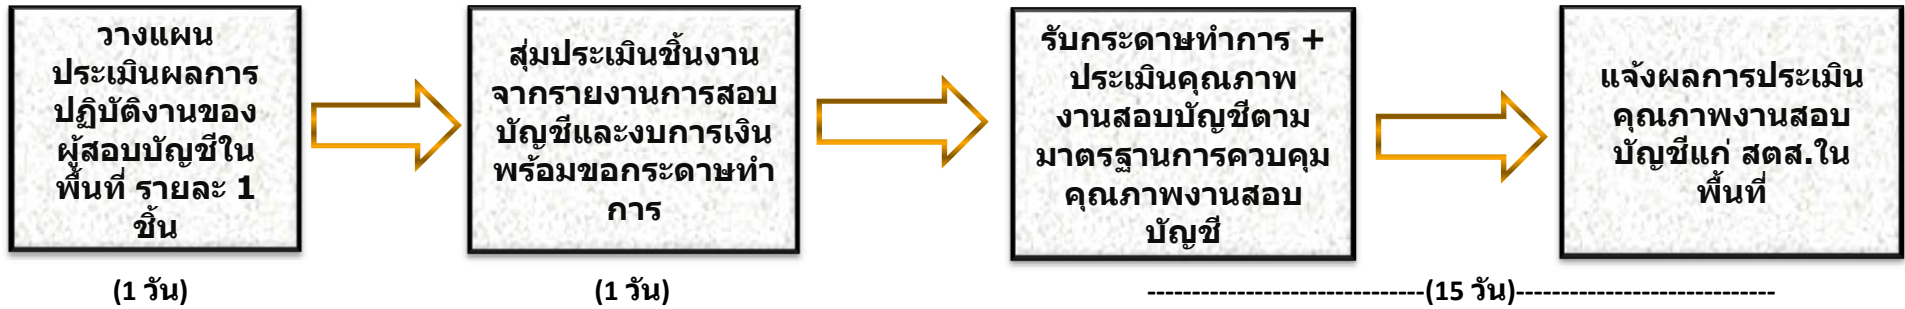 วางแผน
ประเมินผลการ
ปฏิบัติงานของ
ผู้สอบบัญชีใน
พื้นที่ รายละ 1
ชิ้น
(1 วัน)
สุ่มประเมินชิ้นงาน
จากรายงานการสอบ
บัญชีและงบการเงิน
พร้อมขอกระดาษทำ
การ
(1 วัน)
รับกระดาษทำการ +
ประเมินคุณภาพ
งานสอบบัญชีตาม
มาตรฐานการควบคุม
คุณภาพงานสอบ
บัญชี
แจ้งผลการประเมิน
คุณภาพงานสอบ
บัญชีแก่ สตส.ใน
พื้นที่
-------------------------------(15 วัน)-----------------------------